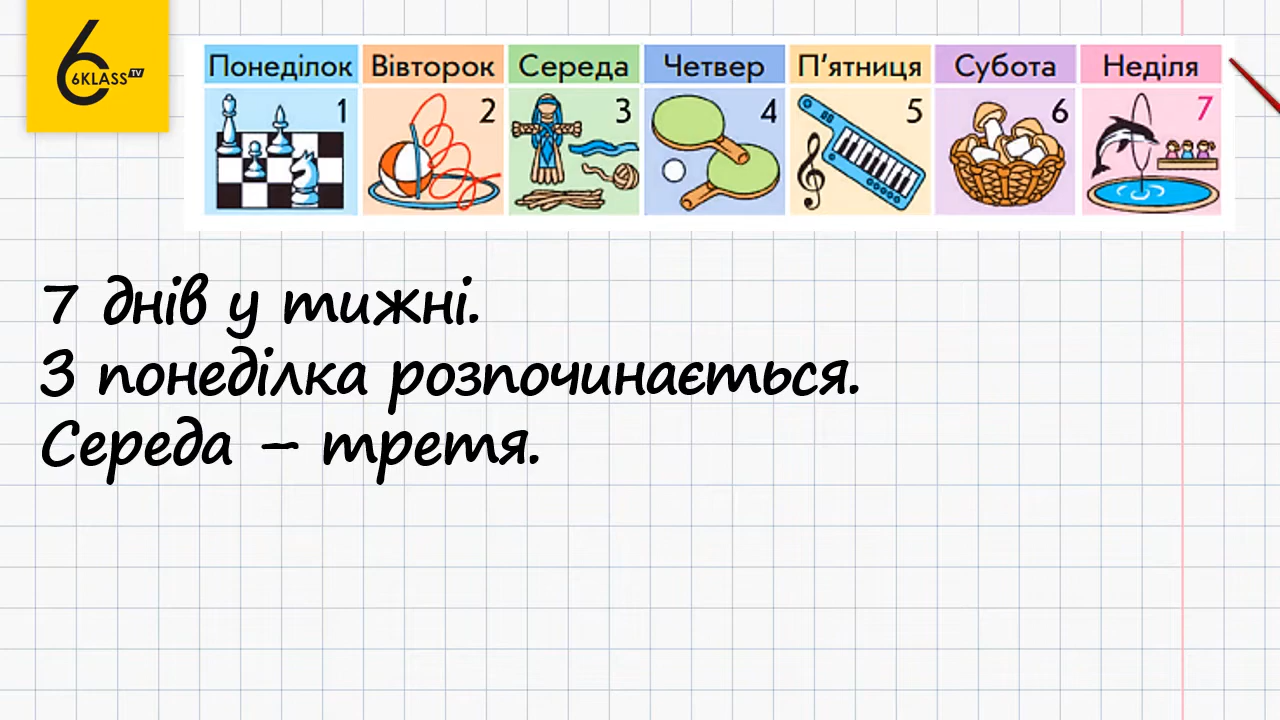 6KLASS TV
Понеділок Вівторок Середа Четвер П'ятниця Субота Неділя
1 2 3 4 5 6 7
7 днів у тижні.
З понеділка розпочинається.
Середа – третя.